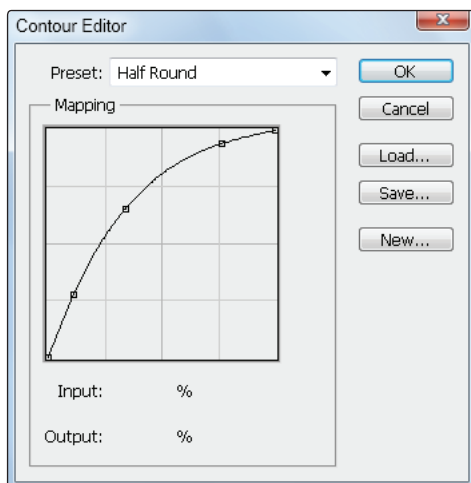 Contour Editor
Preset: Half Round
OK
Mapping
Cancel
Load...
Save...
New...
Input: %
Output: %